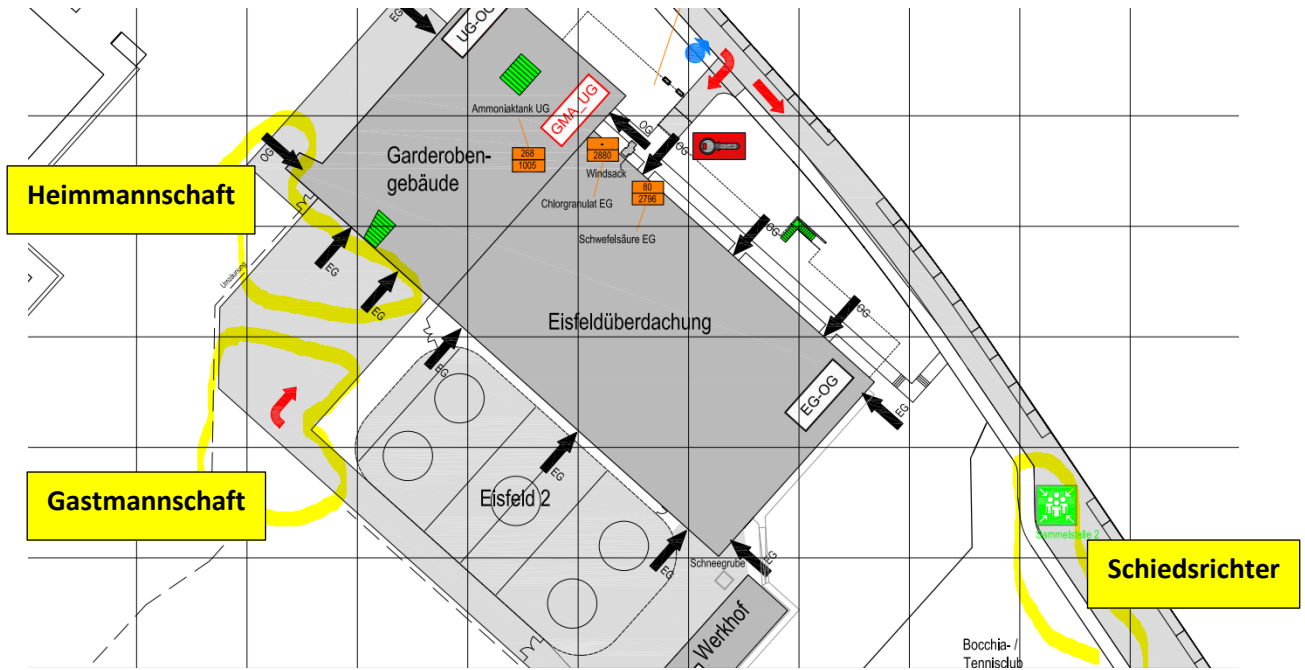 EG
UG-OG
Ammoniaktank UG
GMA_UG
OG
OG
Garderoben-
gebäude
268
1005
-
2880
Windsack
Chlorgranulat EG
80
2796
Schwefelsäure EG
OG
Heimmannschaft
Umzäunung
EG
EG
OG
OG
Eisfeldüberdachung
EG
EG-OG
EG
Gastmannschaft
Eisfeld 2
EG
Sammelstelle 2
Schneegrube
EG
EG
Schiedsrichter
Werkhof
Bocchia- /
Tennisclub